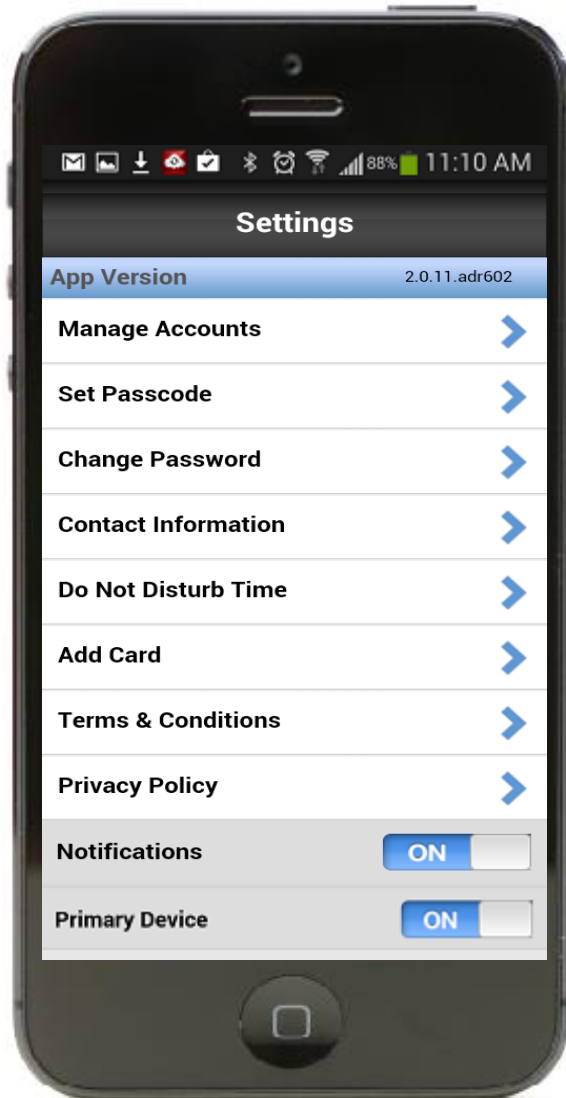 88% 11:10 AM
Settings
App Version 2.0.11.adr602
Manage Accounts
Set Passcode
Change Password
Contact Information
Do Not Disturb Time
Add Card
Terms & Conditions
Privacy Policy
Notifications ON
Primary Device ON